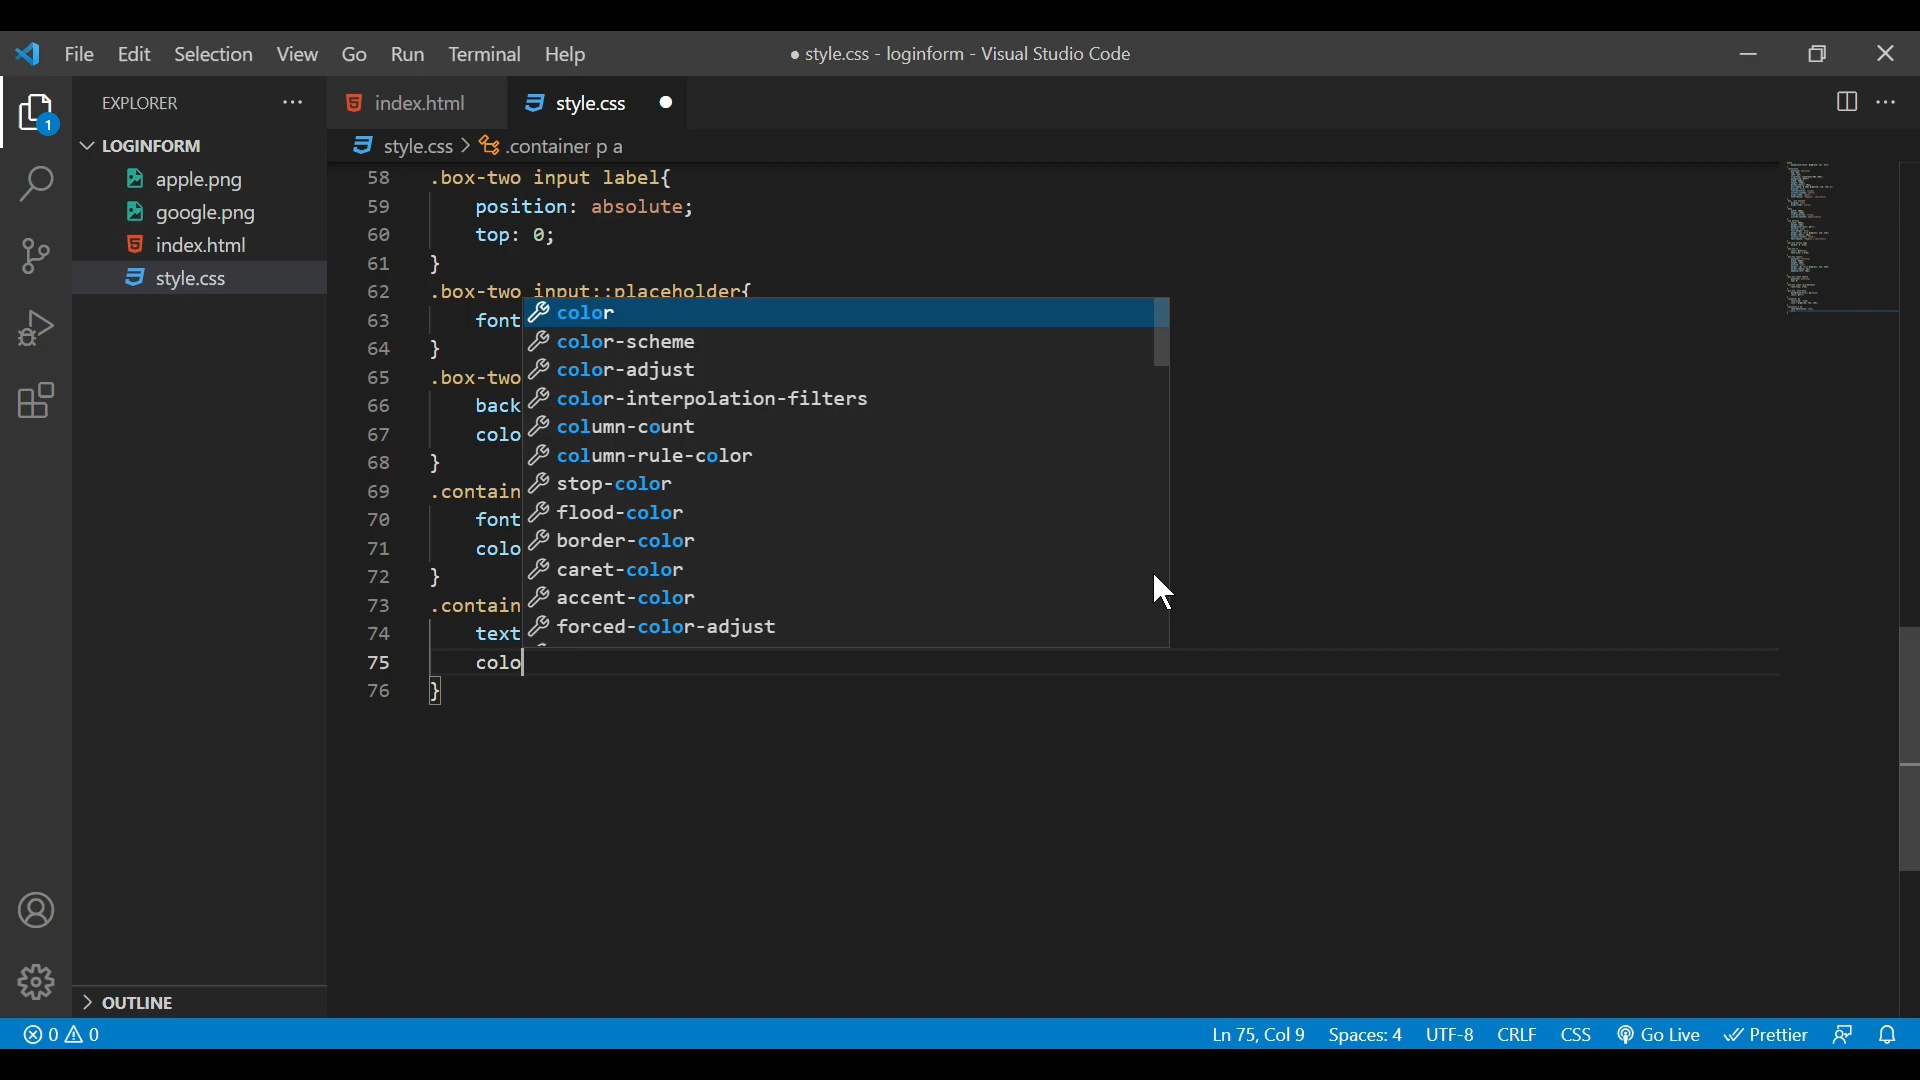 File Edit Selection View Go Run Terminal Help
● style.css - loginform - Visual Studio Code
EXPLORER ...
1
LOGINFORM
apple.png
google.png
index.html
style.css
OUTLINE
index.html style.css
style.css > .container p a
58 .box-two input label{
59 position: absolute;
60 top: 0;
61 }
62 .box-two input::placeholder{
63 font
64 }
65 .box-two
66 back
67 colo
68 }
69 .contain
70 font
71 colo
72 }
73 .contain
74 text
75 colo
76 }
color
color-scheme
color-adjust
color-interpolation-filters
column-count
column-rule-color
stop-color
flood-color
border-color
caret-color
accent-color
forced-color-adjust
0 0 Ln 75, Col 9 Spaces: 4 UTF-8 CRLF CSS Go Live Prettier